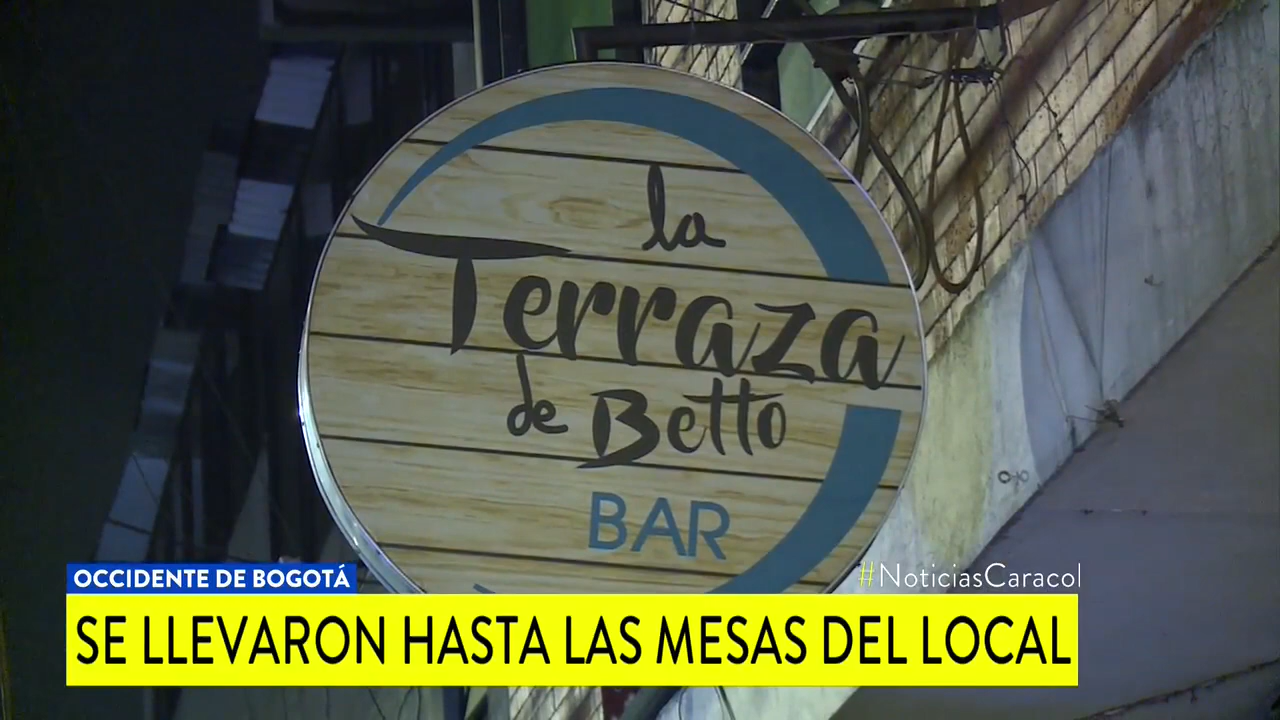 la
Terraza
de Betto
BAR
OCCIDENTE DE BOGOTÁ
#NoticiasCaracol
SE LLEVARON HASTA LAS MESAS DEL LOCAL